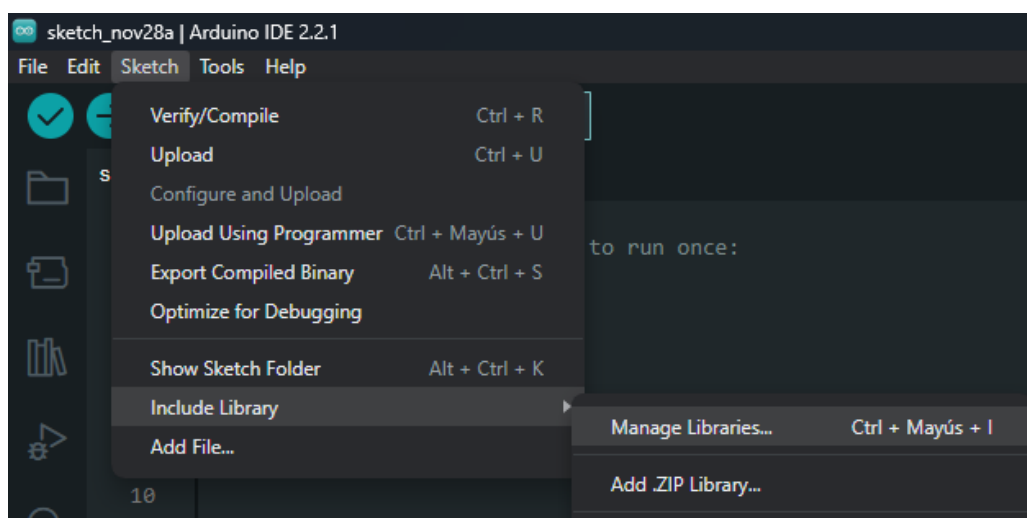 sketch_nov28a | Arduino IDE 2.2.1
File Edit Sketch Tools Help
Verify/Compile Ctrl + R
Upload Ctrl + U
s
Configure and Upload
Upload Using Programmer Ctrl + Mayús + U
to run once:
Export Compiled Binary Alt + Ctrl + S
Optimize for Debugging
Show Sketch Folder Alt + Ctrl + K
Include Library
Manage Libraries... Ctrl + Mayús + I
Add File...
Add .ZIP Library...
10